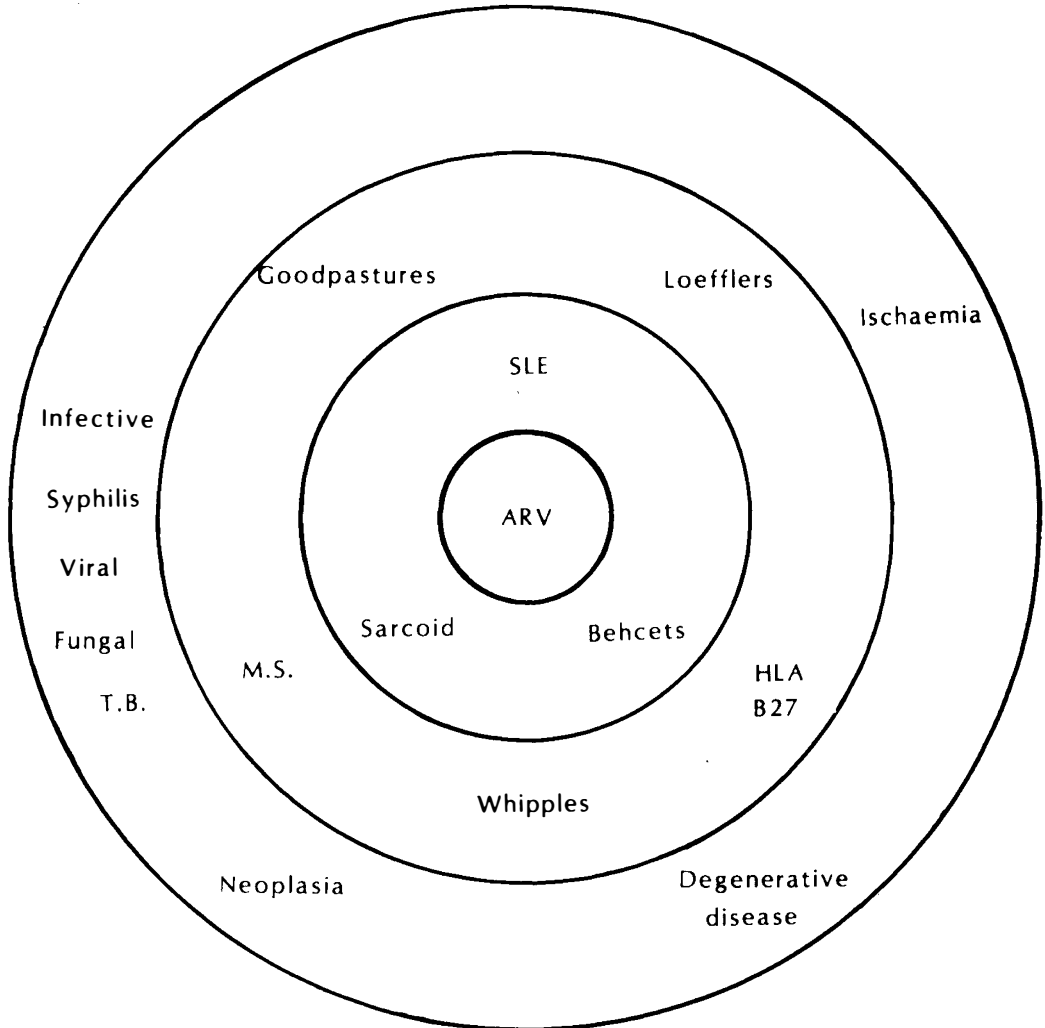 Goodpastures
Loefflers
Ischaemia
SLE
Infective
Syphilis
ARV
Viral
Fungal
Sarcoid
Behcets
M.S.
HLA
B27
T.B.
Whipples
Neoplasia
Degenerative
disease